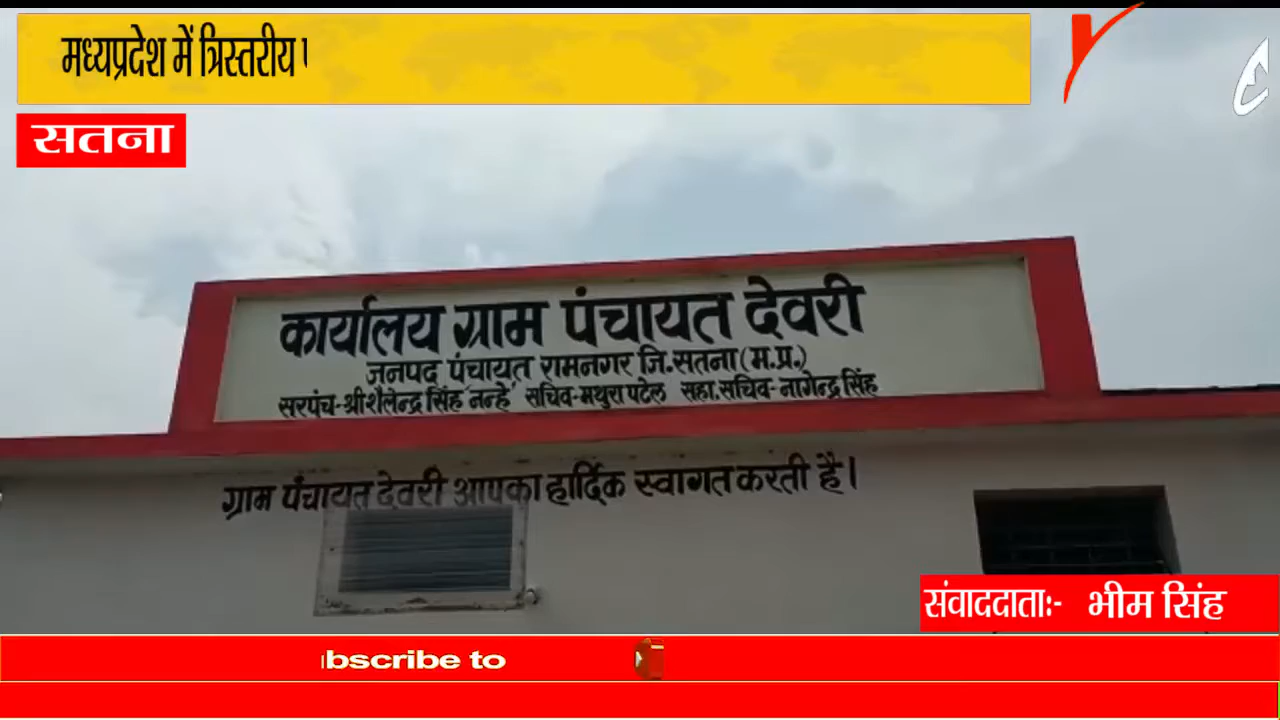 मध्यप्रदेश में त्रिस्तरीय
सतना
कार्यालय ग्राम पंचायत देवरी
जनपद पंचायत रामनगर जि.सतना (म.प्र.)
सरपंच-श्री शैलेन्द्र सिंह 'नन्हे' सचिव-मथुरा पटेल सहा.सचिव-नागेन्द्र सिंह
ग्राम पंचायत देवरी आपका हार्दिक स्वागत करती है।
संवाददाताः- भीम सिंह
bscribe to